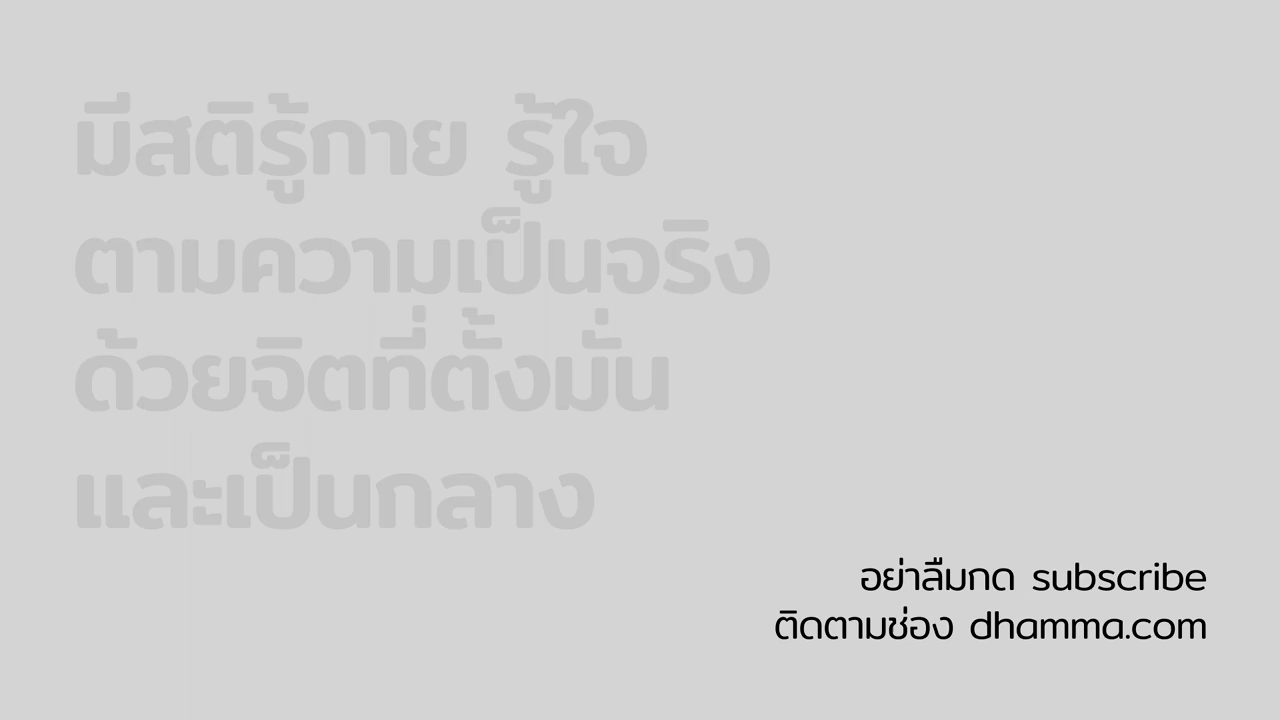 มีสติรู้กาย รู้ใจ
ตามความเป็นจริง
ด้วยจิตที่ตั้งมั่น
และเป็นกลาง
อย่าลืมกด subscribe
ติดตามช่อง dhamma.com